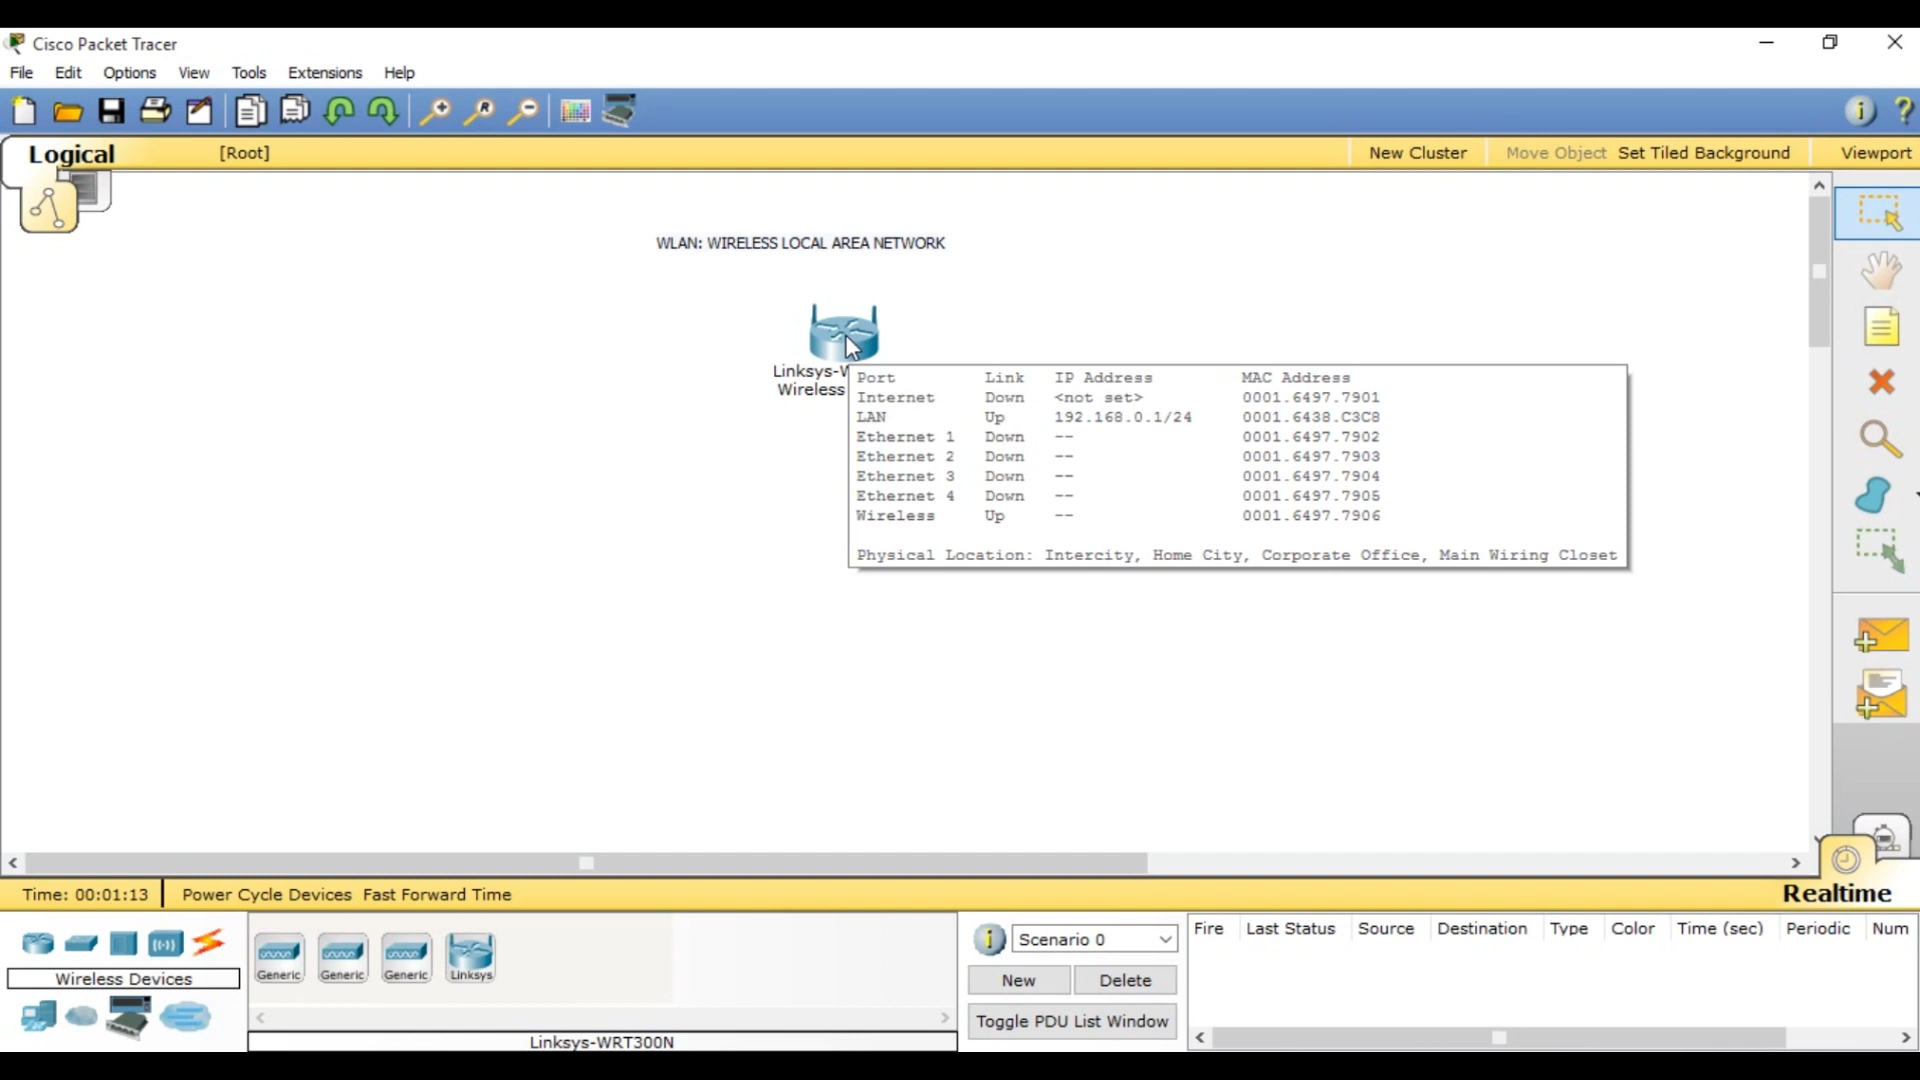 Cisco Packet Tracer
File Edit Options View Tools Extensions Help
Logical [Root] New Cluster Move Object Set Tiled Background Viewport
WLAN: WIRELESS LOCAL AREA NETWORK
Linksys-W
Wireless
Port Link IP Address MAC Address
Internet Down <not set> 0001.6497.7901
LAN Up 192.168.0.1/24 0001.6438.C3C8
Ethernet 1 Down -- 0001.6497.7902
Ethernet 2 Down -- 0001.6497.7903
Ethernet 3 Down -- 0001.6497.7904
Ethernet 4 Down -- 0001.6497.7905
Wireless Up -- 0001.6497.7906
Physical Location: Intercity, Home City, Corporate Office, Main Wiring Closet
Time: 00:01:13 Power Cycle Devices Fast Forward Time Realtime
Wireless Devices
Generic Generic Generic Linksys
Linksys-WRT300N
Scenario 0
New Delete
Toggle PDU List Window
Fire Last Status Source Destination Type Color Time (sec) Periodic Num